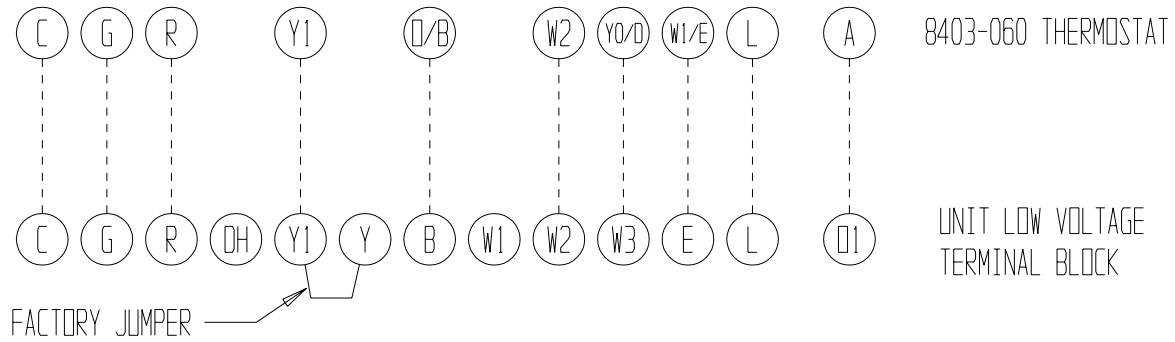 C G R Y1 O/B W2 YO/D W1/E L A 8403-060 THERMOSTAT
C G R DH Y1 Y B W1 W2 W3 E L O1 UNIT LOW VOLTAGE
TERMINAL BLOCK
FACTORY JUMPER